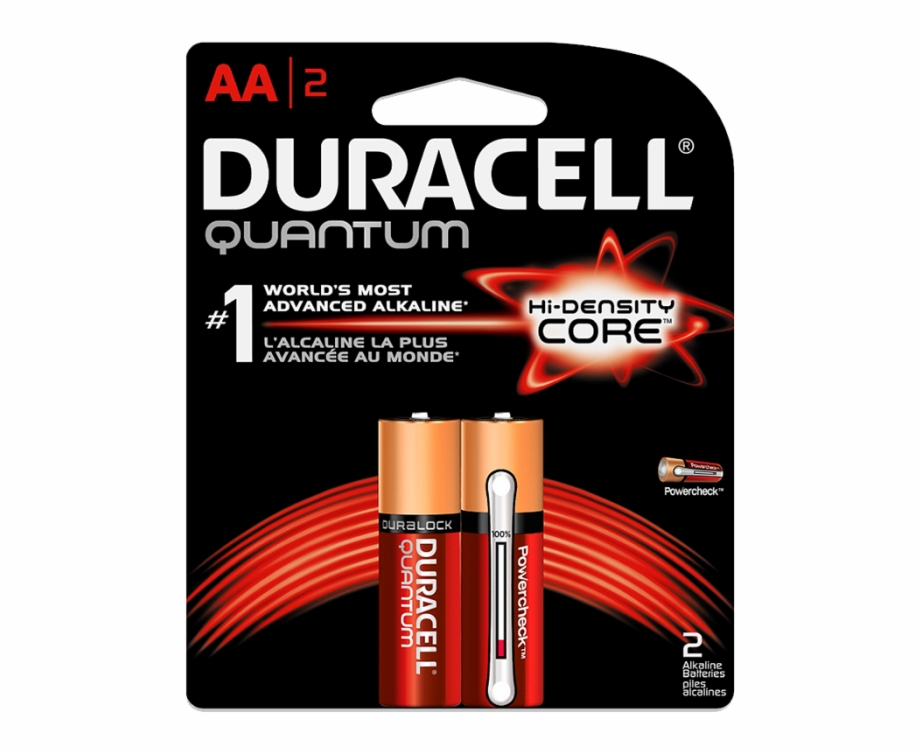 AA | 2
DURACELL®
QUANTUM
#1
WORLD'S MOST
ADVANCED ALKALINE*
L'ALCALINE LA PLUS
AVANCÉE AU MONDE*
Hi-DENSITY
CORE™
Powercheck™
Powercheck™
DURALOCK
DURACELL®
QUANTUM
100%
Powercheck™
2
Alkaline
Batteries
piles
alcalines